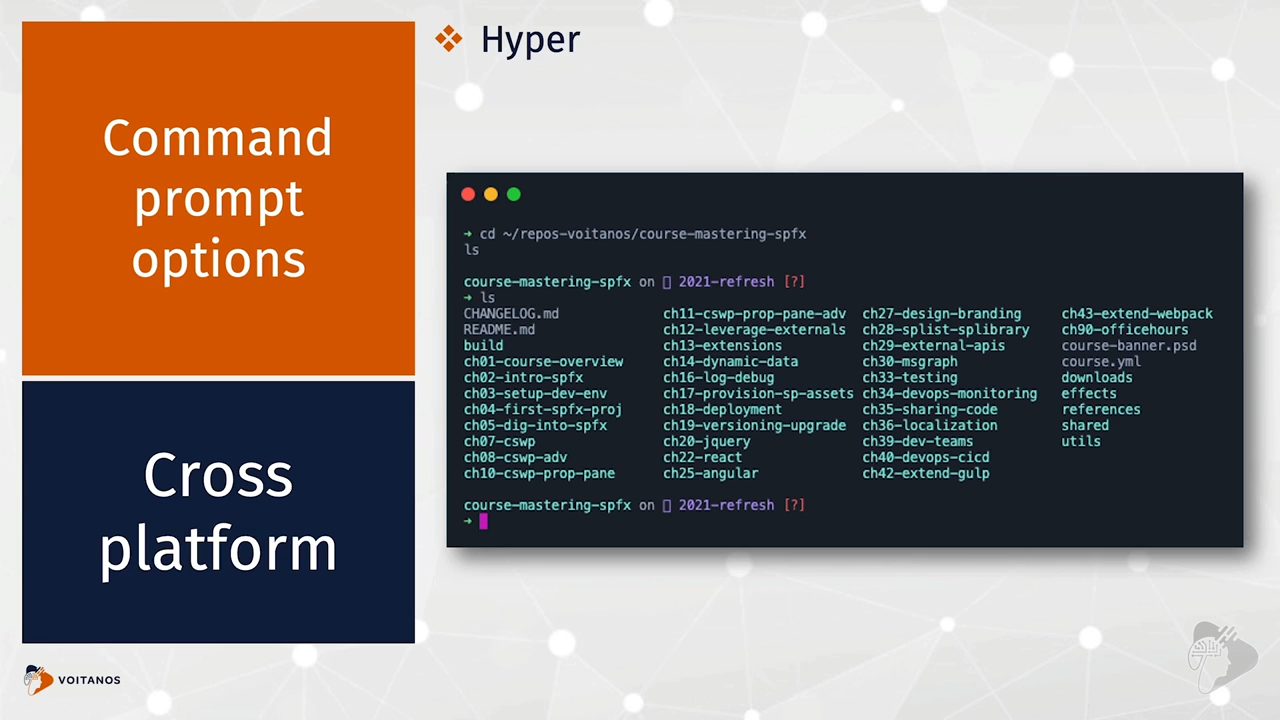 Command
prompt
options
Cross
platform
VOITANOS
❖ Hyper
➜ cd ~/repos-voitanos/course-mastering-spfx
ls
course-mastering-spfx on 2021-refresh [?]
➜ ls
CHANGELOG.md ch11-cswp-prop-pane-adv ch27-design-branding ch43-extend-webpack
README.md ch12-leverage-externals ch28-splist-splibrary ch90-officehours
build ch13-extensions ch29-external-apis course-banner.psd
ch01-course-overview ch14-dynamic-data ch30-msgraph course.yml
ch02-intro-spfx ch16-log-debug ch33-testing downloads
ch03-setup-dev-env ch17-provision-sp-assets ch34-devops-monitoring effects
ch04-first-spfx-proj ch18-deployment ch35-sharing-code references
ch05-dig-into-spfx ch19-versioning-upgrade ch36-localization shared
ch07-cswp ch20-jquery ch39-dev-teams utils
ch08-cswp-adv ch22-react ch40-devops-cicd
ch10-cswp-prop-pane ch25-angular ch42-extend-gulp
course-mastering-spfx on 2021-refresh [?]
➜